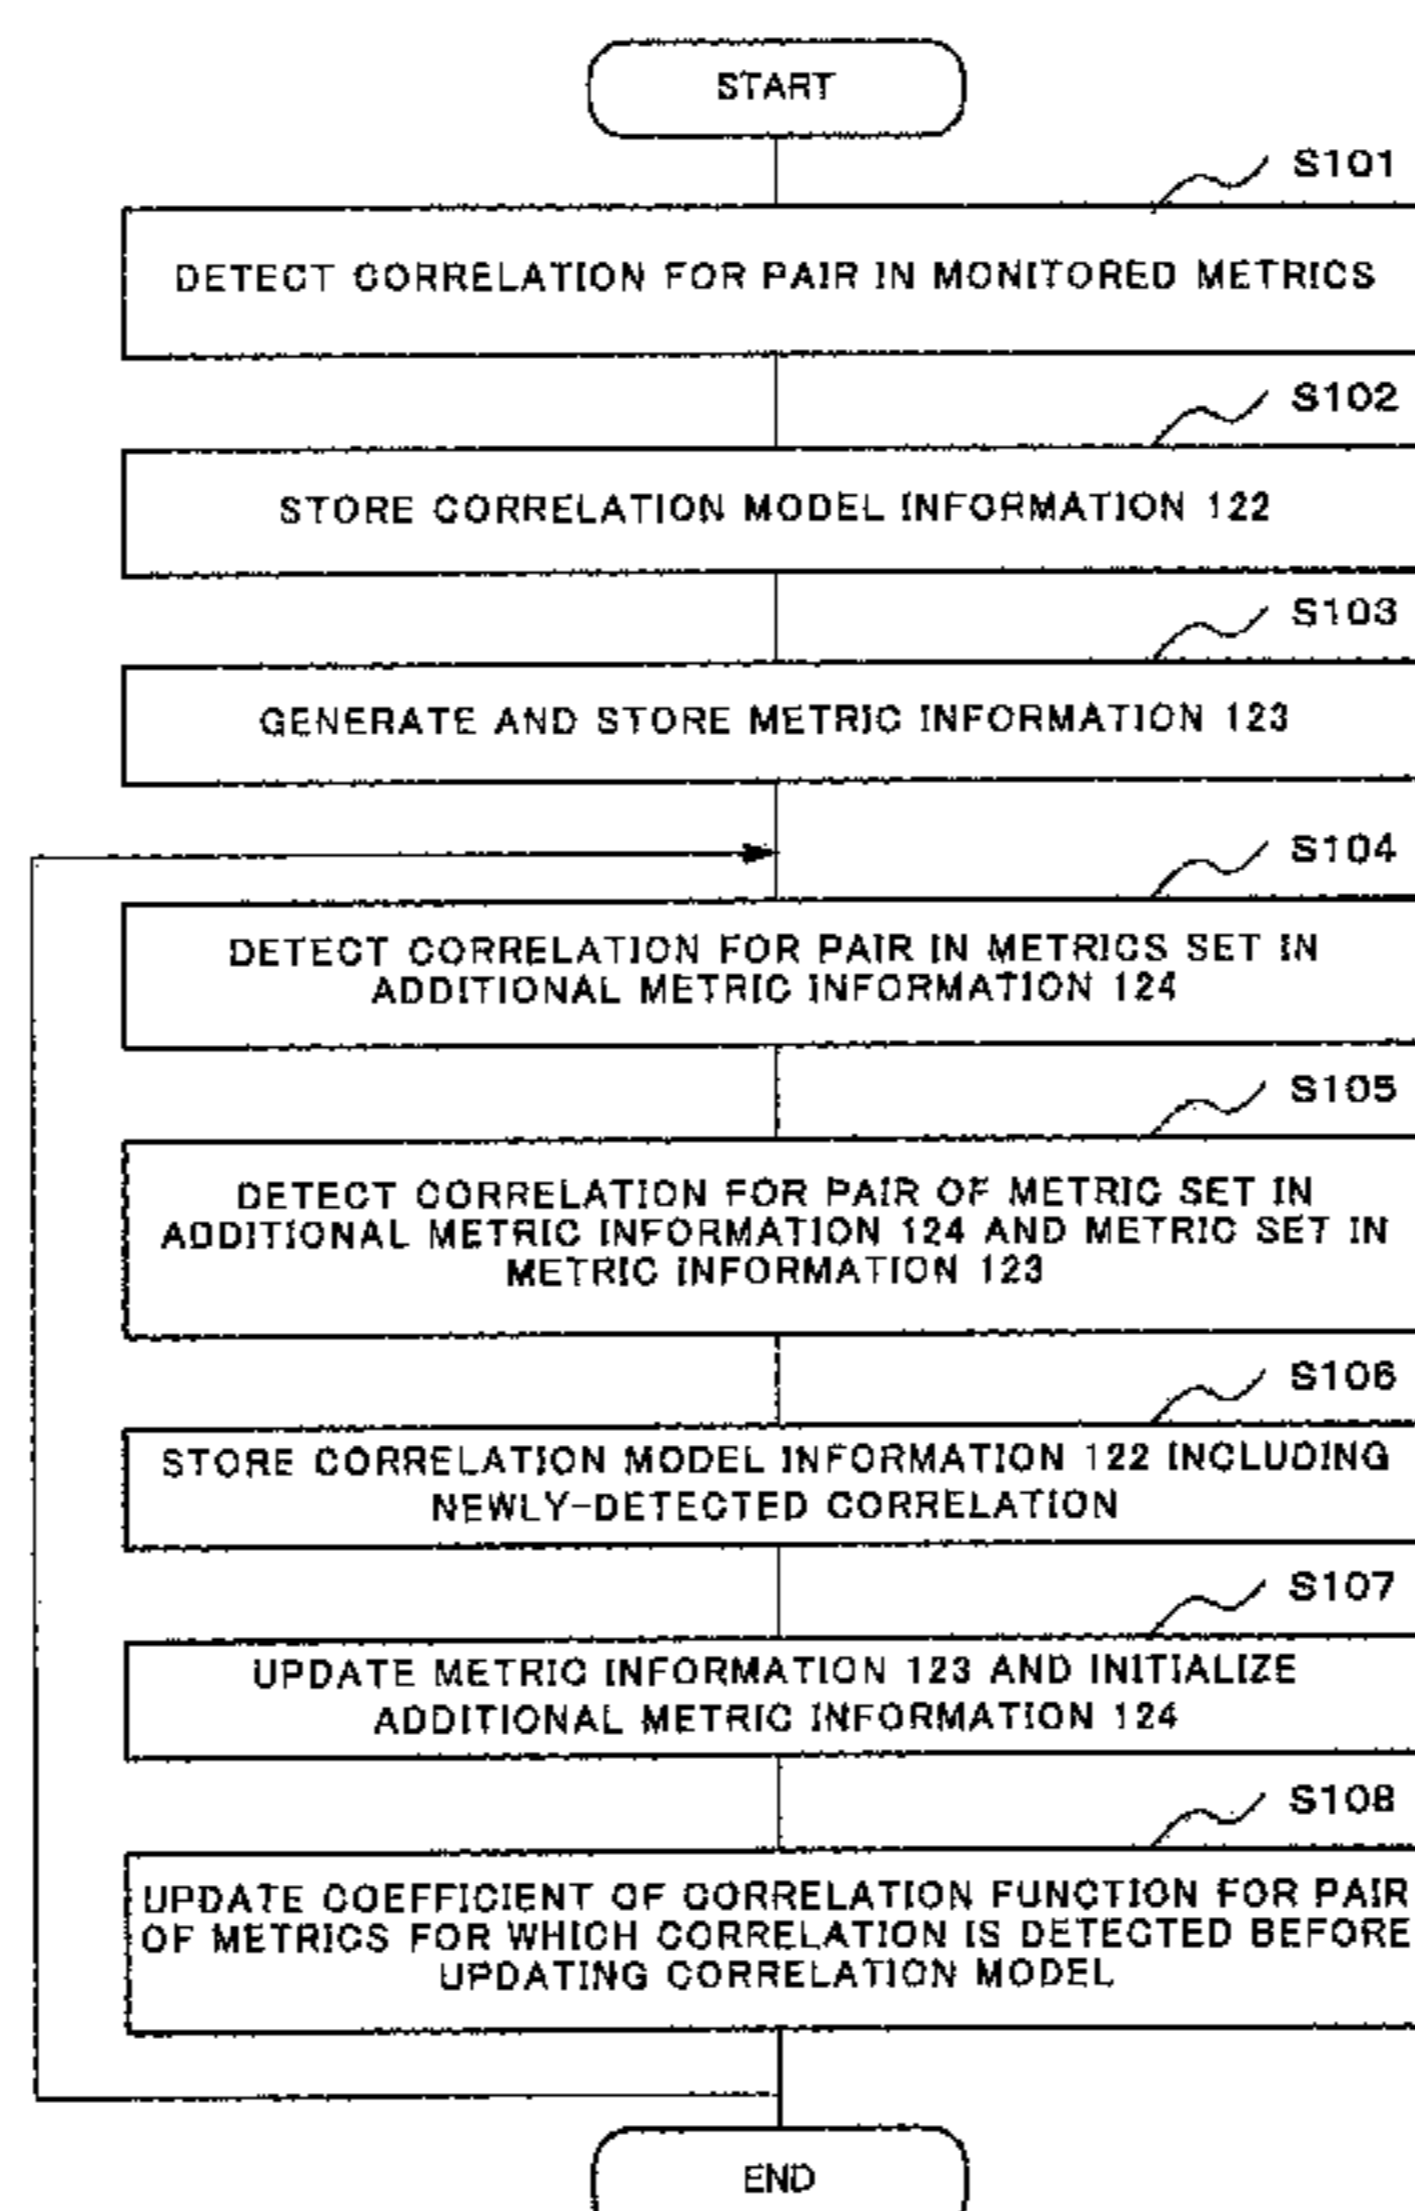 START
S101
DETECT CORRELATION FOR PAIR IN MONITORED METRICS
S102
STORE CORRELATION MODEL INFORMATION 122
S103
GENERATE AND STORE METRIC INFORMATION 123
S104
DETECT CORRELATION FOR PAIR IN METRICS SET IN
ADDITIONAL METRIC INFORMATION 124
S105
DETECT CORRELATION FOR PAIR OF METRIC SET IN
ADDITIONAL METRIC INFORMATION 124 AND METRIC SET IN
METRIC INFORMATION 123
S106
STORE CORRELATION MODEL INFORMATION 122 INCLUDING
NEWLY-DETECTED CORRELATION
S107
UPDATE METRIC INFORMATION 123 AND INITIALIZE
ADDITIONAL METRIC INFORMATION 124
S108
UPDATE COEFFICIENT OF CORRELATION FUNCTION FOR PAIR
OF METRICS FOR WHICH CORRELATION IS DETECTED BEFORE
UPDATING CORRELATION MODEL
END